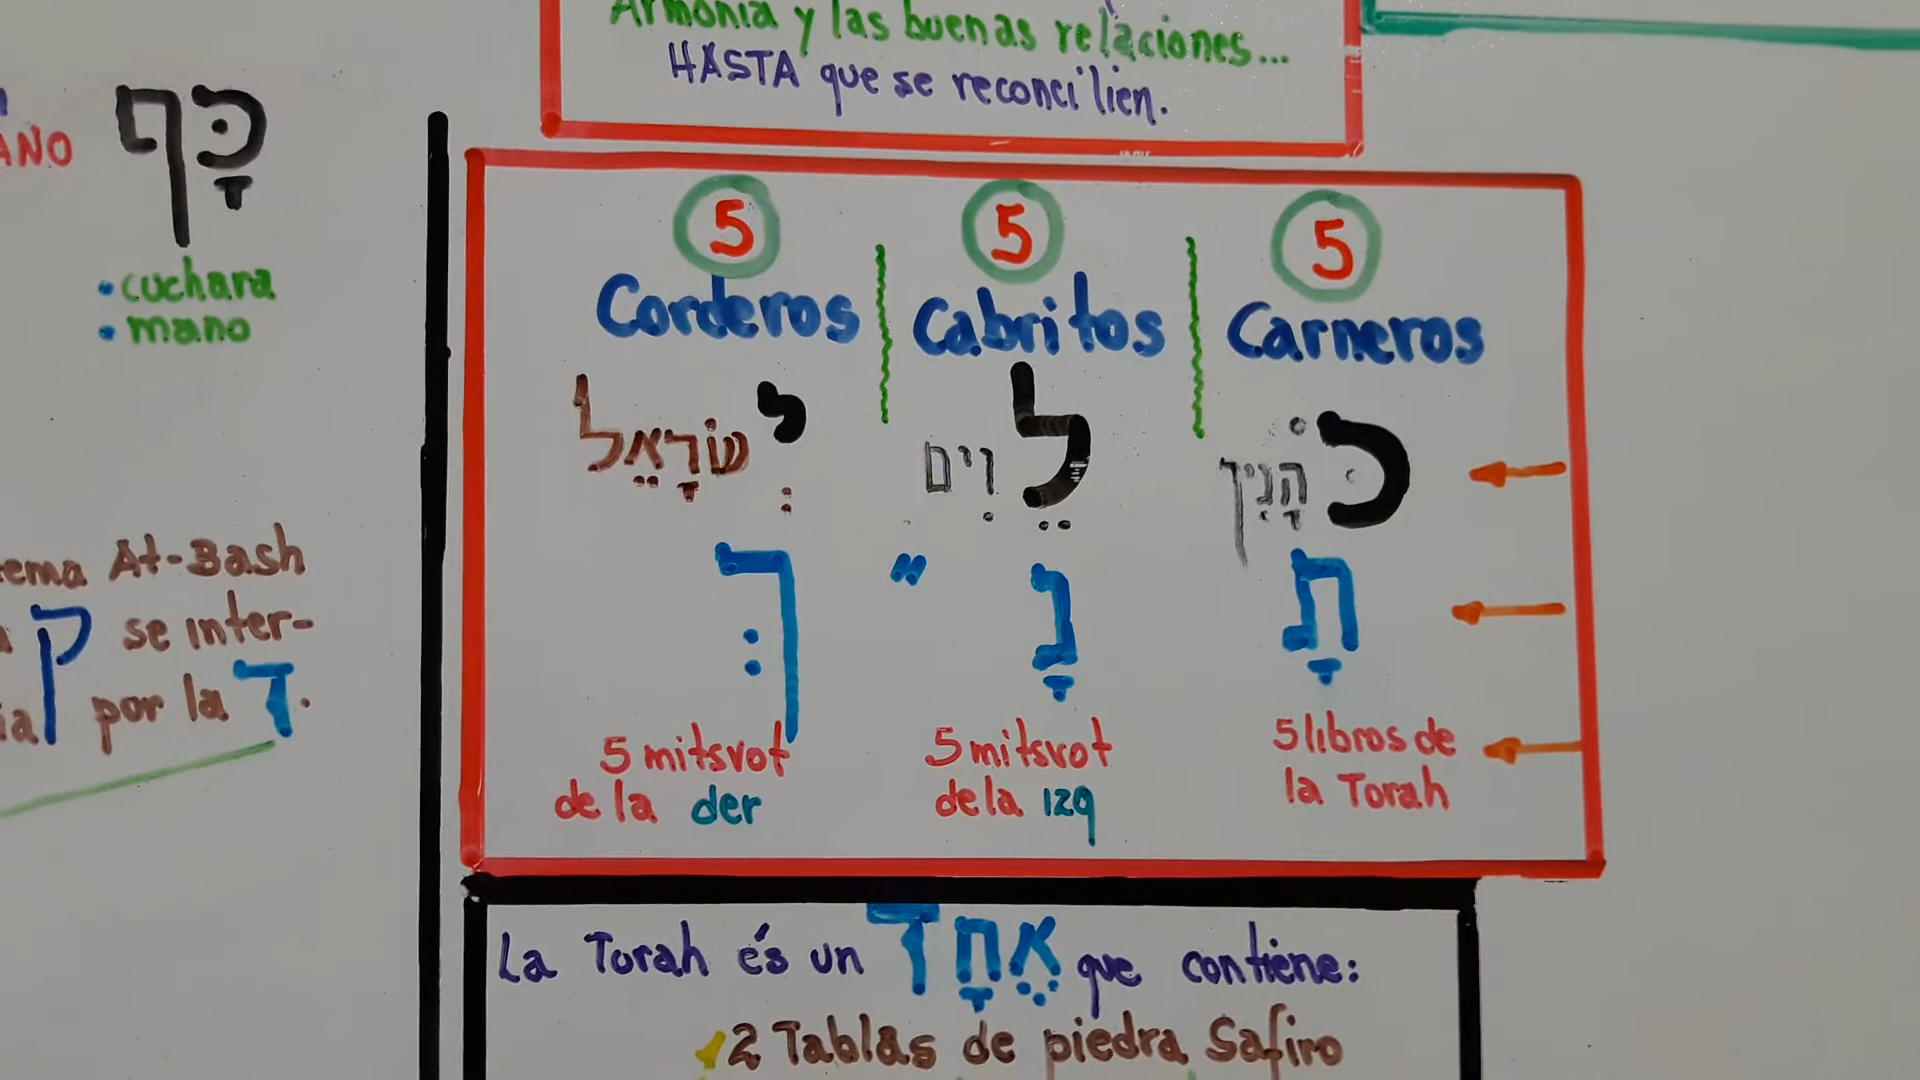 Armonía y las buenas relaciones...
HASTA que se reconcilien.
ANO כָּף
• cuchara
• mano
ema At-Bash
ק se inter-
ia por la ד.
5 5 5
Corderos Cabritos Carneros
יִשֹרָאֵל לֵוִים כֹּהָנִיךְ
ךְ " נָ תָ
5 mitsvot 5 mitsvot 5 libros de
de la der de la izq la Torah
La Torah és un אֶחָד que contiene:
2 Tablas de piedra Safiro